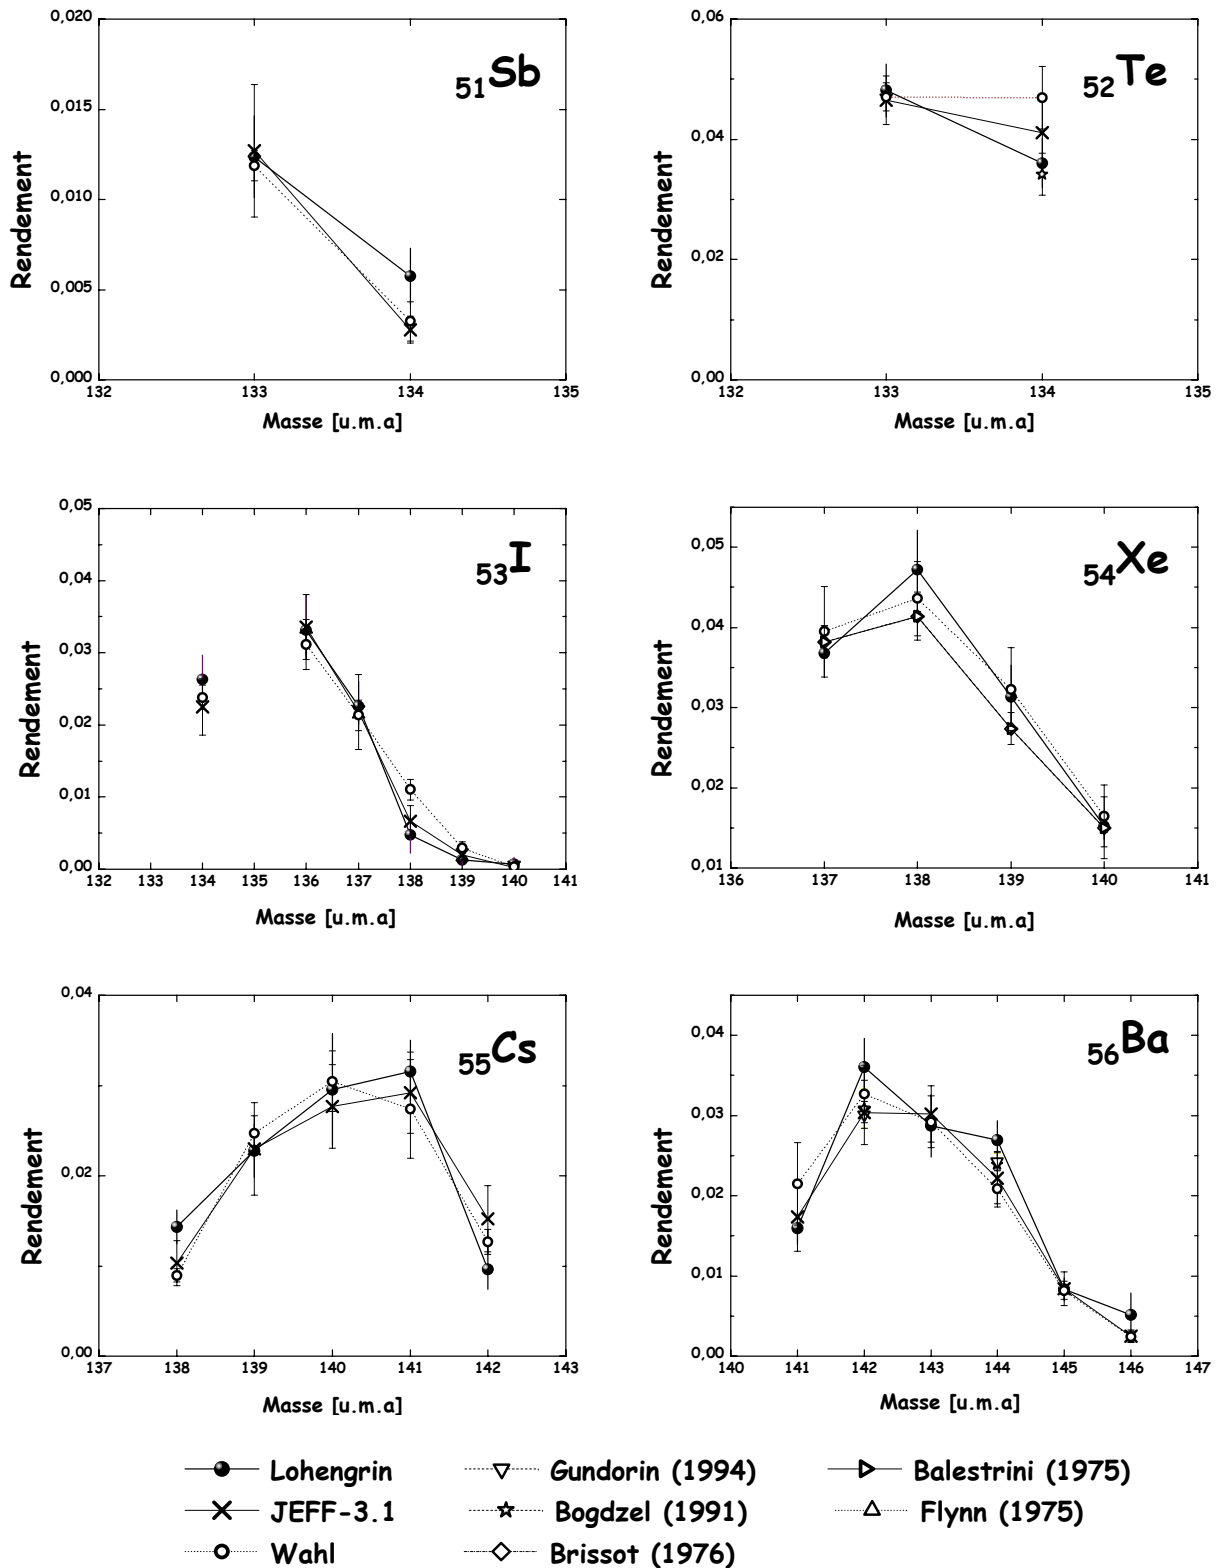 0,020
0,015
0,010
0,005
0,000
132 133 134 135
Rendement
Masse [u.m.a]
51Sb
0,06
0,04
0,02
0,00
132 133 134 135
Rendement
Masse [u.m.a]
52Te
0,05
0,04
0,03
0,02
0,01
0,00
132 133 134 135 136 137 138 139 140 141
Rendement
Masse [u.m.a]
53I
0,05
0,04
0,03
0,02
0,01
136 137 138 139 140 141
Rendement
Masse [u.m.a]
54Xe
0,04
0,02
0,00
137 138 139 140 141 142 143
Rendement
Masse [u.m.a]
55Cs
0,04
0,03
0,02
0,01
0,00
140 141 142 143 144 145 146 147
Rendement
Masse [u.m.a]
56Ba
Lohengrin Gundorin (1994) Balestrini (1975)
JEFF-3.1 Bogdzel (1991) Flynn (1975)
Wahl Brissot (1976)